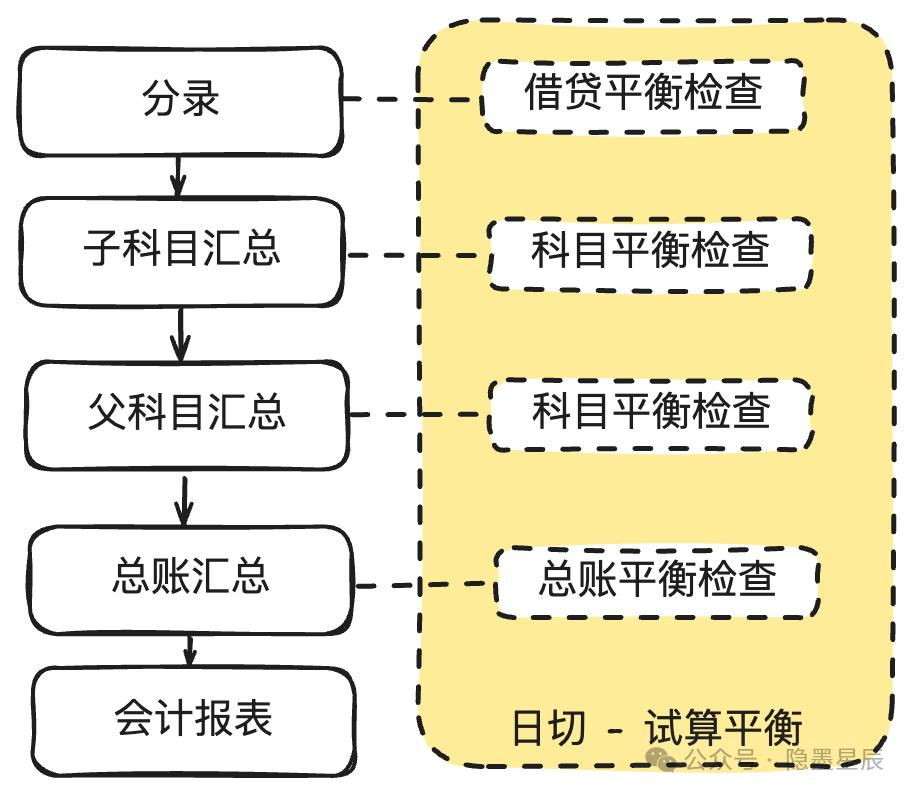 分录
借贷平衡检查
子科目汇总
科目平衡检查
父科目汇总
科目平衡检查
总账汇总
总账平衡检查
会计报表
日切 - 试算平衡
公众号 · 隐墨星辰